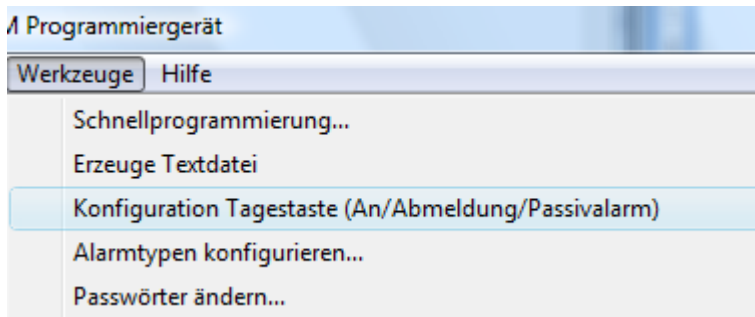 M Programmiergerät
Werkzeuge Hilfe
Schnellprogrammierung...
Erzeuge Textdatei
Konfiguration Tagestaste (An/Abmeldung/Passivalarm)
Alarmtypen konfigurieren...
Passwörter ändern...